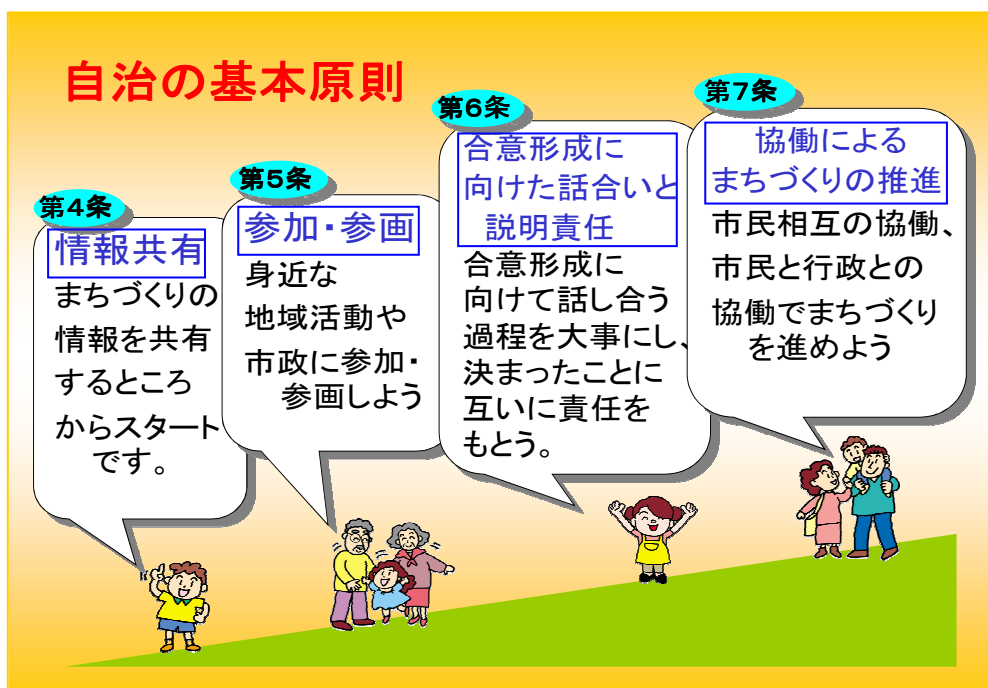 自治の基本原則
第4条
情報共有
まちづくりの
情報を共有
するところ
からスタート
です。
第5条
参加・参画
身近な
地域活動や
市政に参加・
参画しよう
第6条
合意形成に
向けた話合いと
説明責任
合意形成に
向けて話し合う
過程を大事にし、
決まったことに
互いに責任を
もとう。
第7条
協働による
まちづくりの推進
市民相互の協働、
市民と行政との
協働でまちづくり
を進めよう